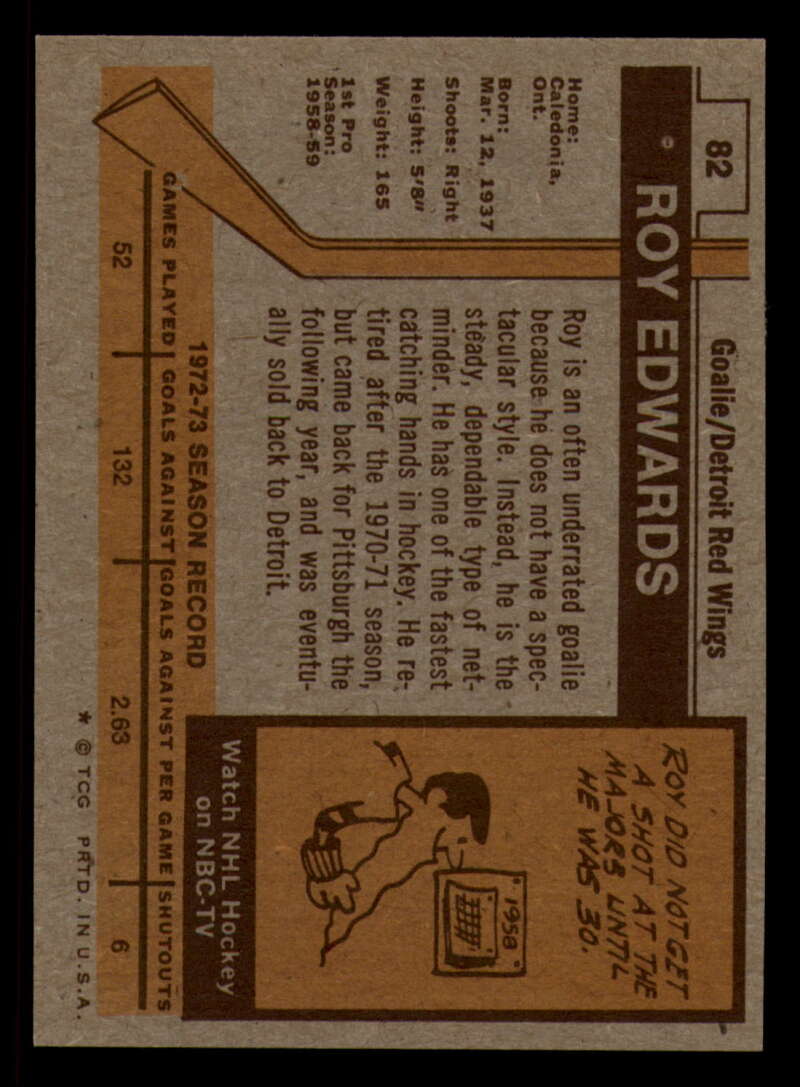 82
Goalie/Detroit Red Wings
ROY EDWARDS
Home:
Caledonia,
Ont.
Born:
Mar. 12, 1937
Shoots: Right
Height: 5'8"
Weight: 165
1st Pro
Season:
1958-59
Roy is an often underrated goalie
because he does not have a spec-
tacular style. Instead, he is the
steady, dependable type of net-
minder. He has one of the fastest
catching hands in hockey. He re-
tired after the 1970-71 season,
but came back for Pittsburgh the
following year, and was eventu-
ally sold back to Detroit.
ROY DID NOT GET
A SHOT AT THE
MAJORS UNTIL
HE WAS 30.
1958
Watch NHL Hockey
on NBC-TV
1972-73 SEASON RECORD
GAMES PLAYED GOALS AGAINST GOALS AGAINST PER GAME SHUTOUTS
52 132 2.63 6
* © TCG PRTD. IN U.S.A.